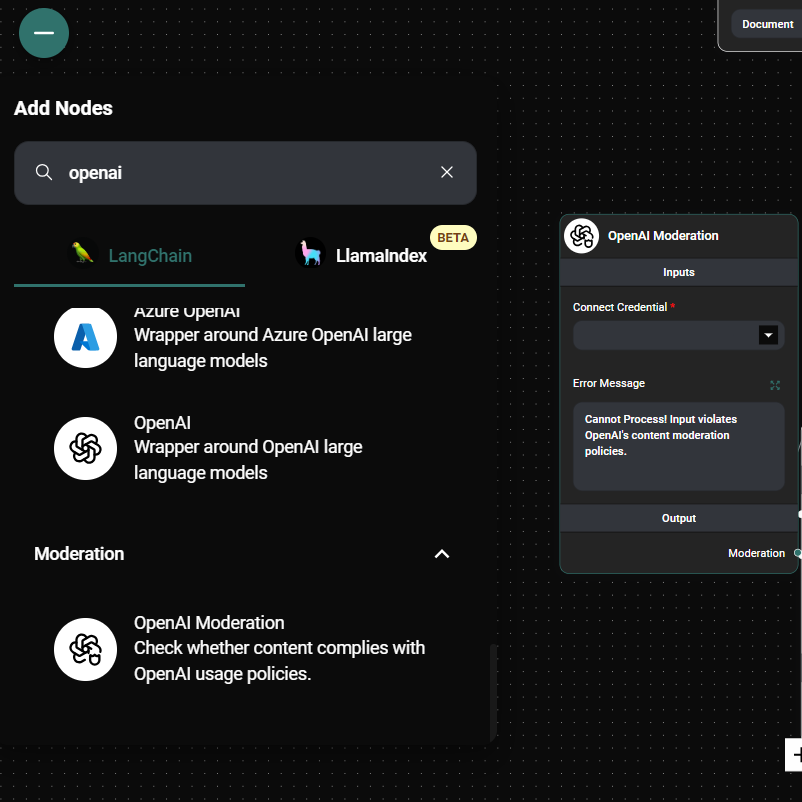 Document
Add Nodes
openai
LangChain
LlamaIndex
BETA
Azure OpenAI
Wrapper around Azure OpenAI large
language models
OpenAI
Wrapper around OpenAI large
language models
Moderation
OpenAI Moderation
Check whether content complies with
OpenAI usage policies.
OpenAI Moderation
Inputs
Connect Credential *
Error Message
Cannot Process! Input violates
OpenAI's content moderation
policies.
Output
Moderation